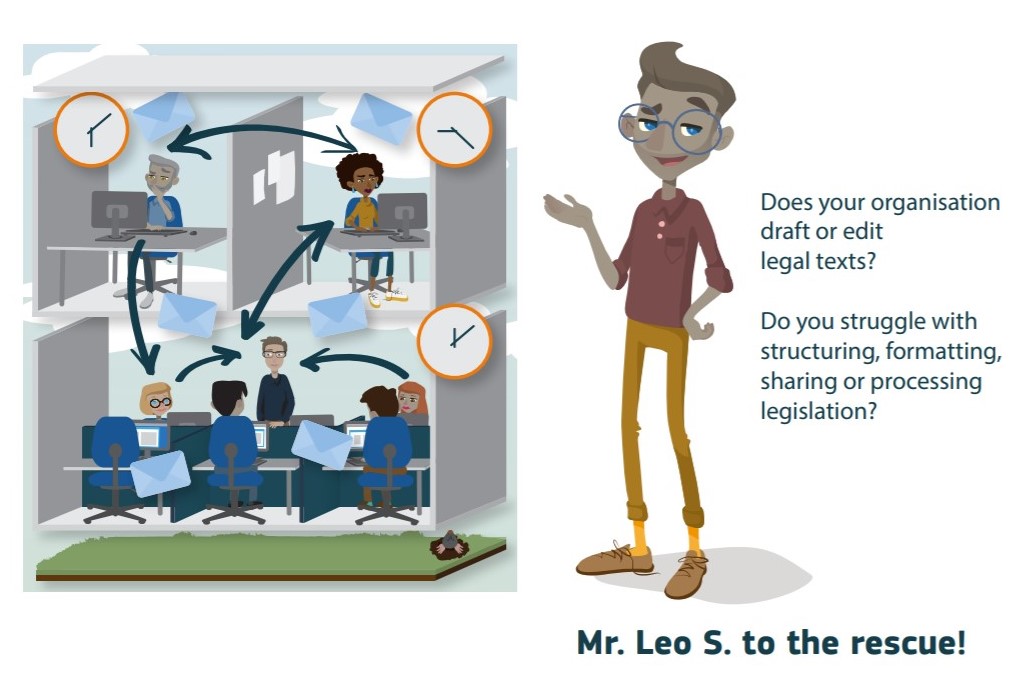 Does your organisation
draft or edit
legal texts?
Do you struggle with
structuring, formatting,
sharing or processing
legislation?
Mr. Leo S. to the rescue!